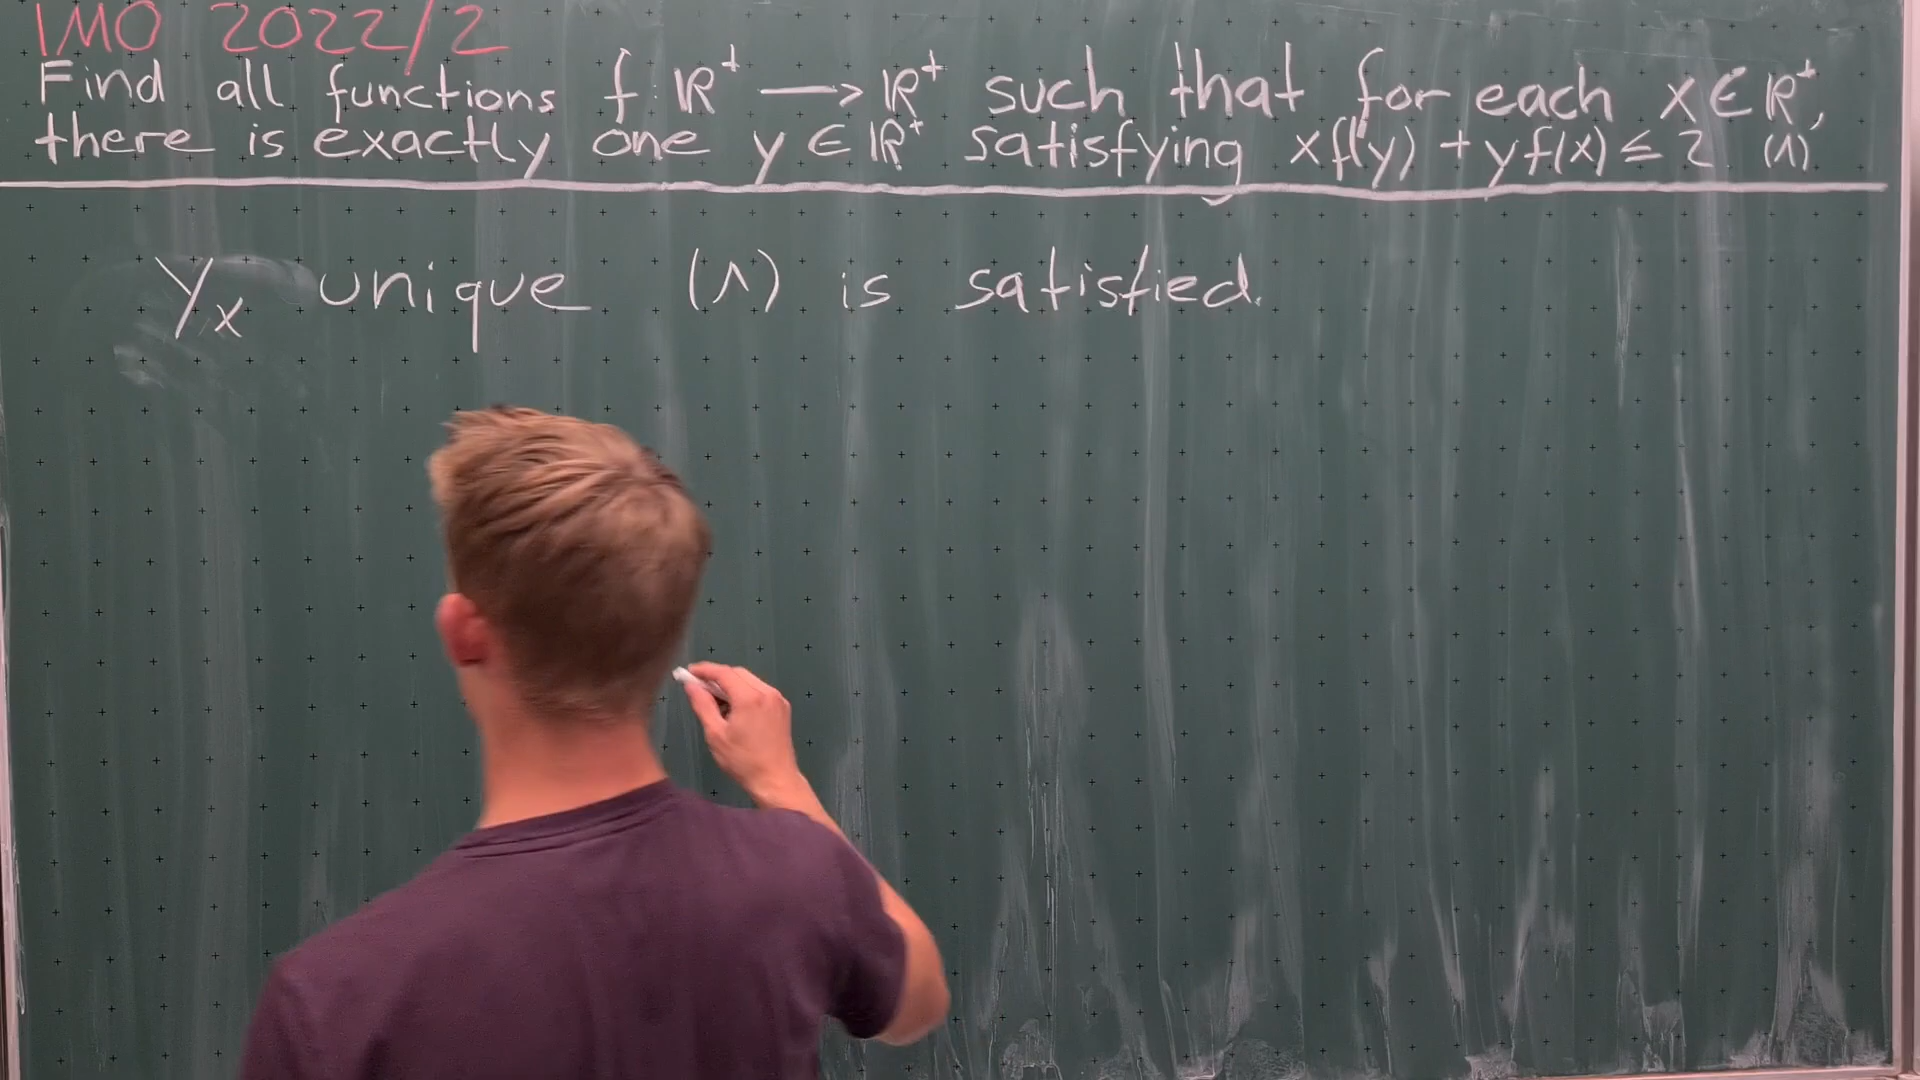 IMO 2022/2
Find all functions f: ℝ⁺ → ℝ⁺ such that for each x ∈ ℝ⁺,
there is exactly one y ∈ ℝ⁺ satisfying xf(y) + yf(x) ≤ 2. (1)
yₓ unique (1) is satisfied.